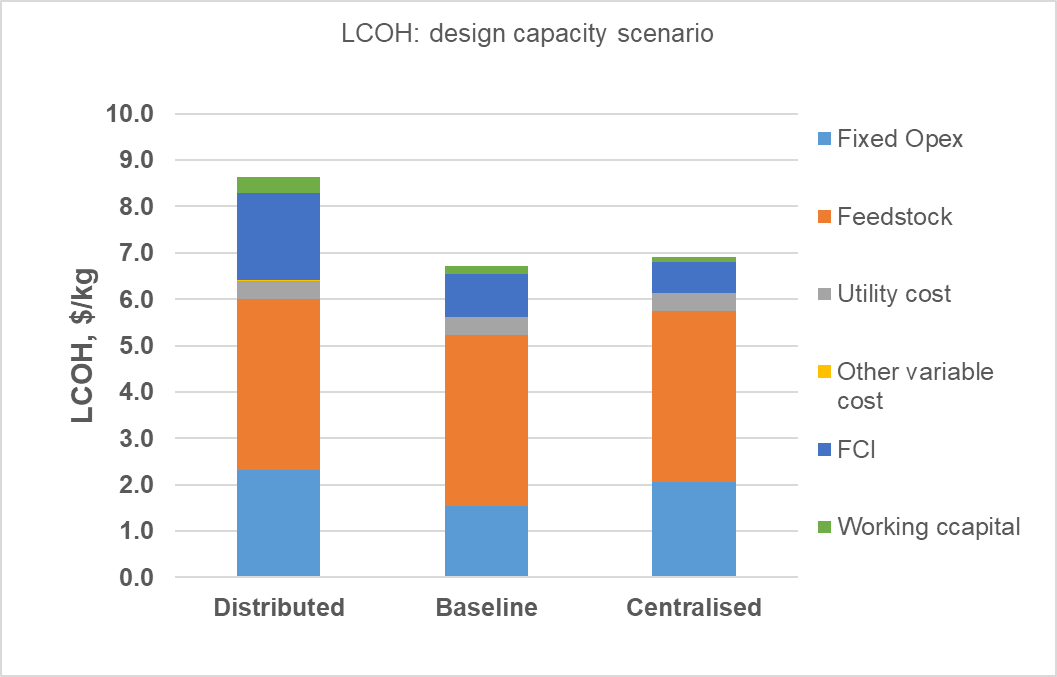 LCOH: design capacity scenario
10.0
9.0
8.0
7.0
6.0
5.0
4.0
3.0
2.0
1.0
0.0
LCOH, $/kg
Distributed
Baseline
Centralised
Fixed Opex
Feedstock
Utility cost
Other variable
cost
FCI
Working ccapital